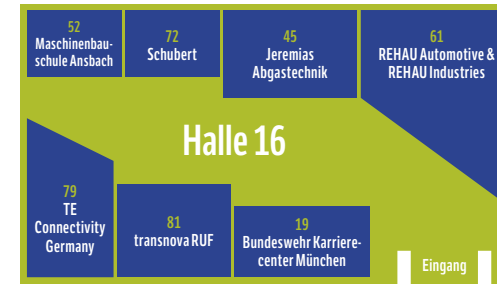 52
Maschinenbau-
schule Ansbach
72
Schubert
45
Jeremias
Abgastechnik
61
REHAU Automotive &
REHAU Industries
Halle 16
79
TE
Connectivity
Germany
81
transnova RUF
19
Bundeswehr Karriere-
center München
Eingang